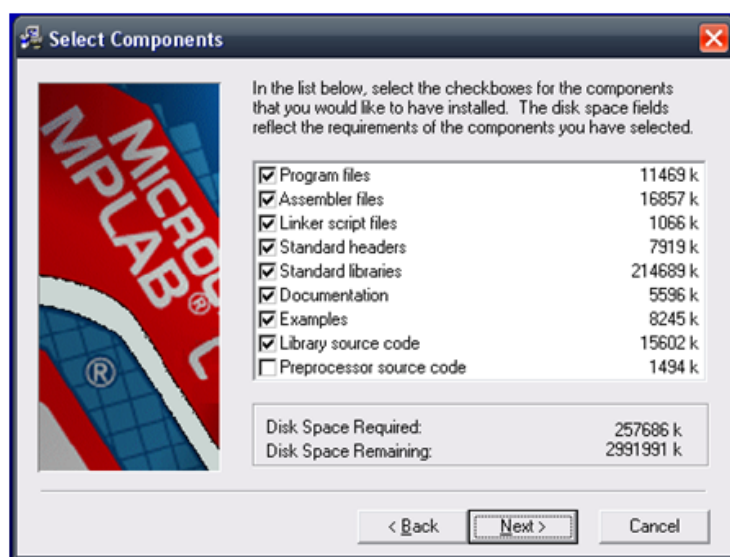 Select Components
In the list below, select the checkboxes for the components
that you would like to have installed. The disk space fields
reflect the requirements of the components you have selected.
MICROC
MPLAB® C
®
Program files 11469 k
Assembler files 16857 k
Linker script files 1066 k
Standard headers 7919 k
Standard libraries 214689 k
Documentation 5596 k
Examples 8245 k
Library source code 15602 k
Preprocessor source code 1494 k
Disk Space Required: 257686 k
Disk Space Remaining: 2991991 k
< Back
Next >
Cancel